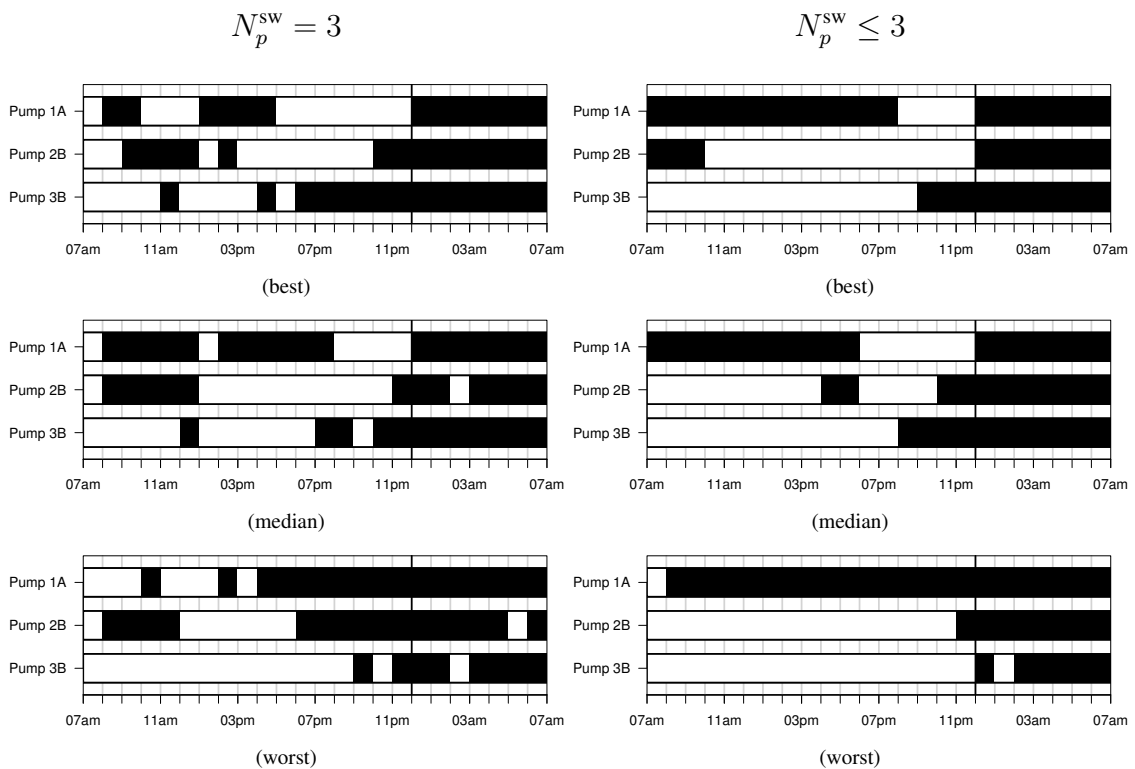 N_p^sw = 3
N_p^sw ≤ 3
Pump 1A
Pump 2B
Pump 3B
07am 11am 03pm 07pm 11pm 03am 07am
(best)
Pump 1A
Pump 2B
Pump 3B
07am 11am 03pm 07pm 11pm 03am 07am
(best)
Pump 1A
Pump 2B
Pump 3B
07am 11am 03pm 07pm 11pm 03am 07am
(median)
Pump 1A
Pump 2B
Pump 3B
07am 11am 03pm 07pm 11pm 03am 07am
(median)
Pump 1A
Pump 2B
Pump 3B
07am 11am 03pm 07pm 11pm 03am 07am
(worst)
Pump 1A
Pump 2B
Pump 3B
07am 11am 03pm 07pm 11pm 03am 07am
(worst)